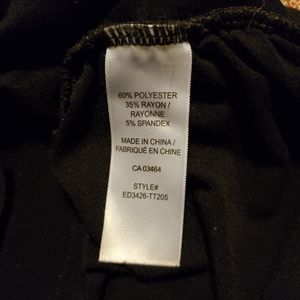 60% POLYESTER
35% RAYON /
RAYONNE
5% SPANDEX
MADE IN CHINA /
FABRIQUÉ EN CHINE
CA 03464
STYLE#
ED3426-TT205